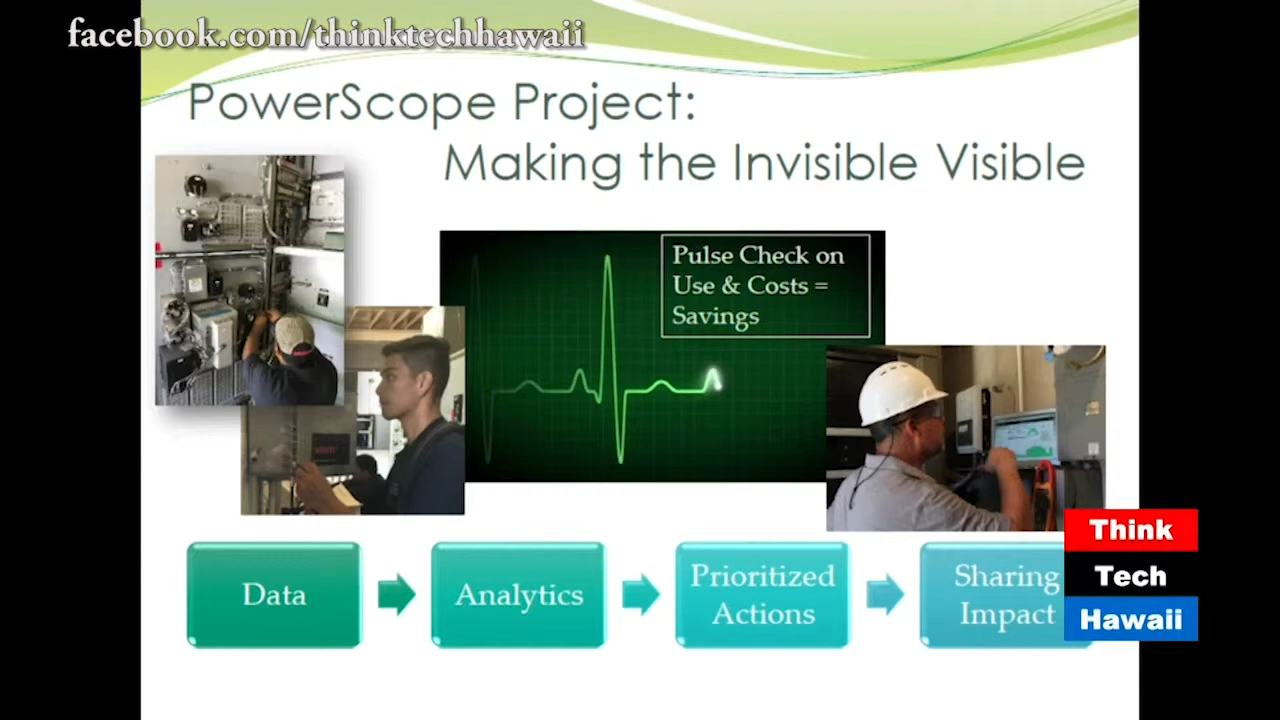 facebook.com/thinktechhawaii
PowerScope Project:
Making the Invisible Visible
Pulse Check on
Use & Costs =
Savings
Data
Analytics
Prioritized
Actions
Sharing
Impact
Think
Tech
Hawaii